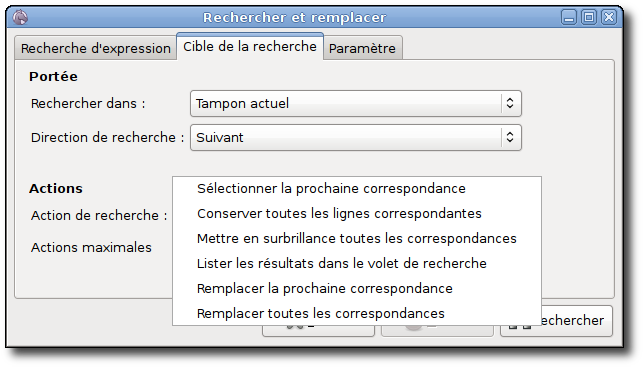 Rechercher et remplacer
Recherche d'expression Cible de la recherche Paramètre
Portée
Rechercher dans : Tampon actuel
Direction de recherche : Suivant
Actions
Sélectionner la prochaine correspondance
Action de recherche :
Conserver toutes les lignes correspondantes
Mettre en surbrillance toutes les correspondances
Actions maximales
Lister les résultats dans le volet de recherche
Remplacer la prochaine correspondance
Remplacer toutes les correspondances
echercher